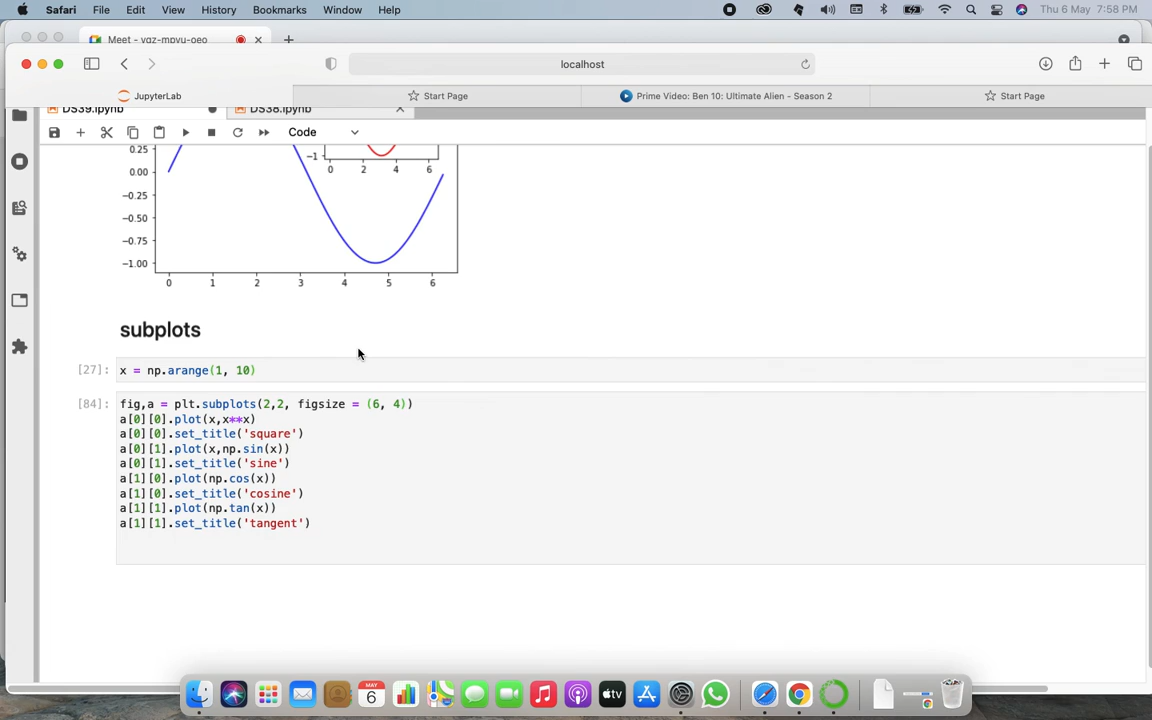 Safari File Edit View History Bookmarks Window Help Thu 6 May 7:58 PM
Meet - vgz-mpvu-oeo
localhost
JupyterLab Start Page Prime Video: Ben 10: Ultimate Alien - Season 2 Start Page
DS39.ipynb DS38.ipynb
Code
0.25
0.00
−0.25
−0.50
−0.75
−1.00
0 1 2 3 4 5 6
−1
0 2 4 6
subplots
[27]: x = np.arange(1, 10)
[84]: fig,a = plt.subplots(2,2, figsize = (6, 4))
a[0][0].plot(x,x**x)
a[0][0].set_title('square')
a[0][1].plot(x,np.sin(x))
a[0][1].set_title('sine')
a[1][0].plot(np.cos(x))
a[1][0].set_title('cosine')
a[1][1].plot(np.tan(x))
a[1][1].set_title('tangent')
MAY
6
tv